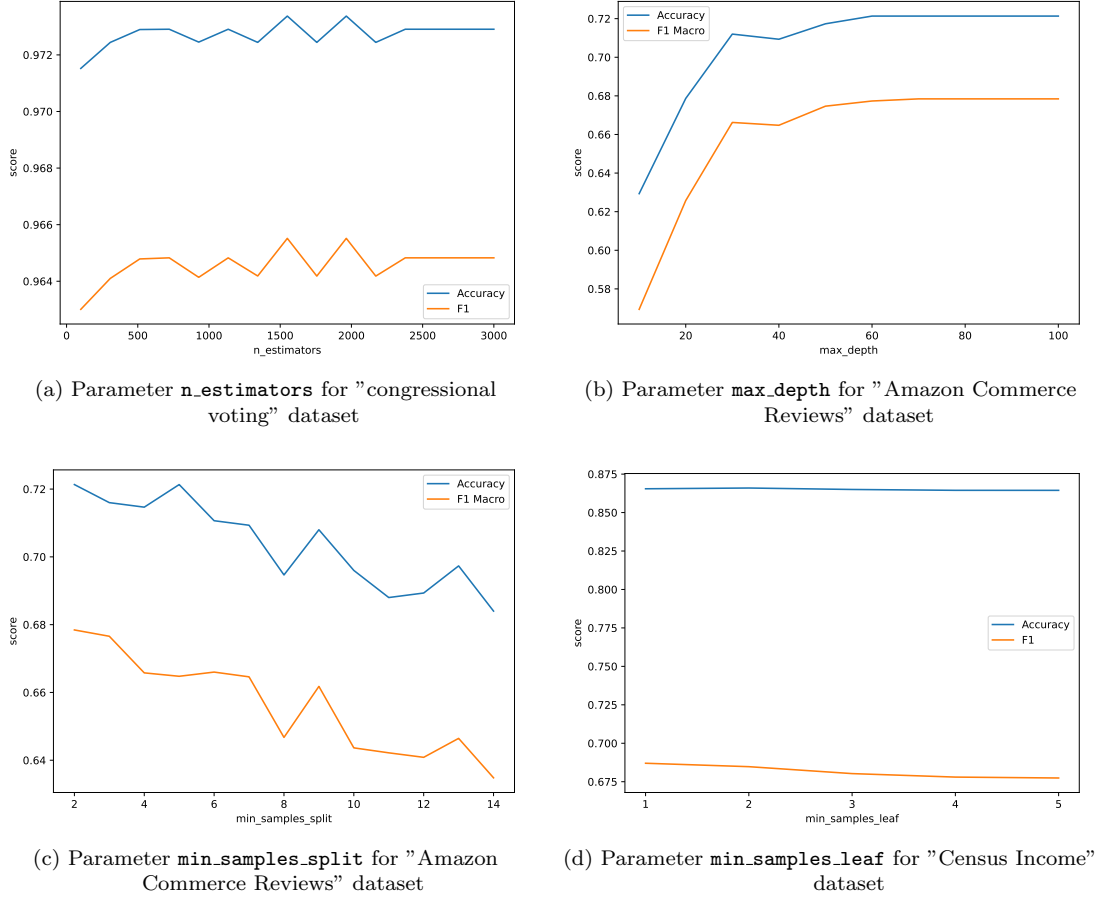 0.972
0.970
0.968
0.966
0.964
score
0 500 1000 1500 2000 2500 3000
n_estimators
Accuracy
F1
(a) Parameter n_estimators for ”congressional
voting” dataset
0.72
0.70
0.68
0.66
0.64
0.62
0.60
0.58
score
20 40 60 80 100
max_depth
Accuracy
F1 Macro
(b) Parameter max_depth for ”Amazon Commerce
Reviews” dataset
0.72
0.70
0.68
0.66
0.64
score
2 4 6 8 10 12 14
min_samples_split
Accuracy
F1 Macro
(c) Parameter min_samples_split for ”Amazon
Commerce Reviews” dataset
0.875
0.850
0.825
0.800
0.775
0.750
0.725
0.700
0.675
score
1 2 3 4 5
min_samples_leaf
Accuracy
F1
(d) Parameter min_samples_leaf for ”Census Income”
dataset